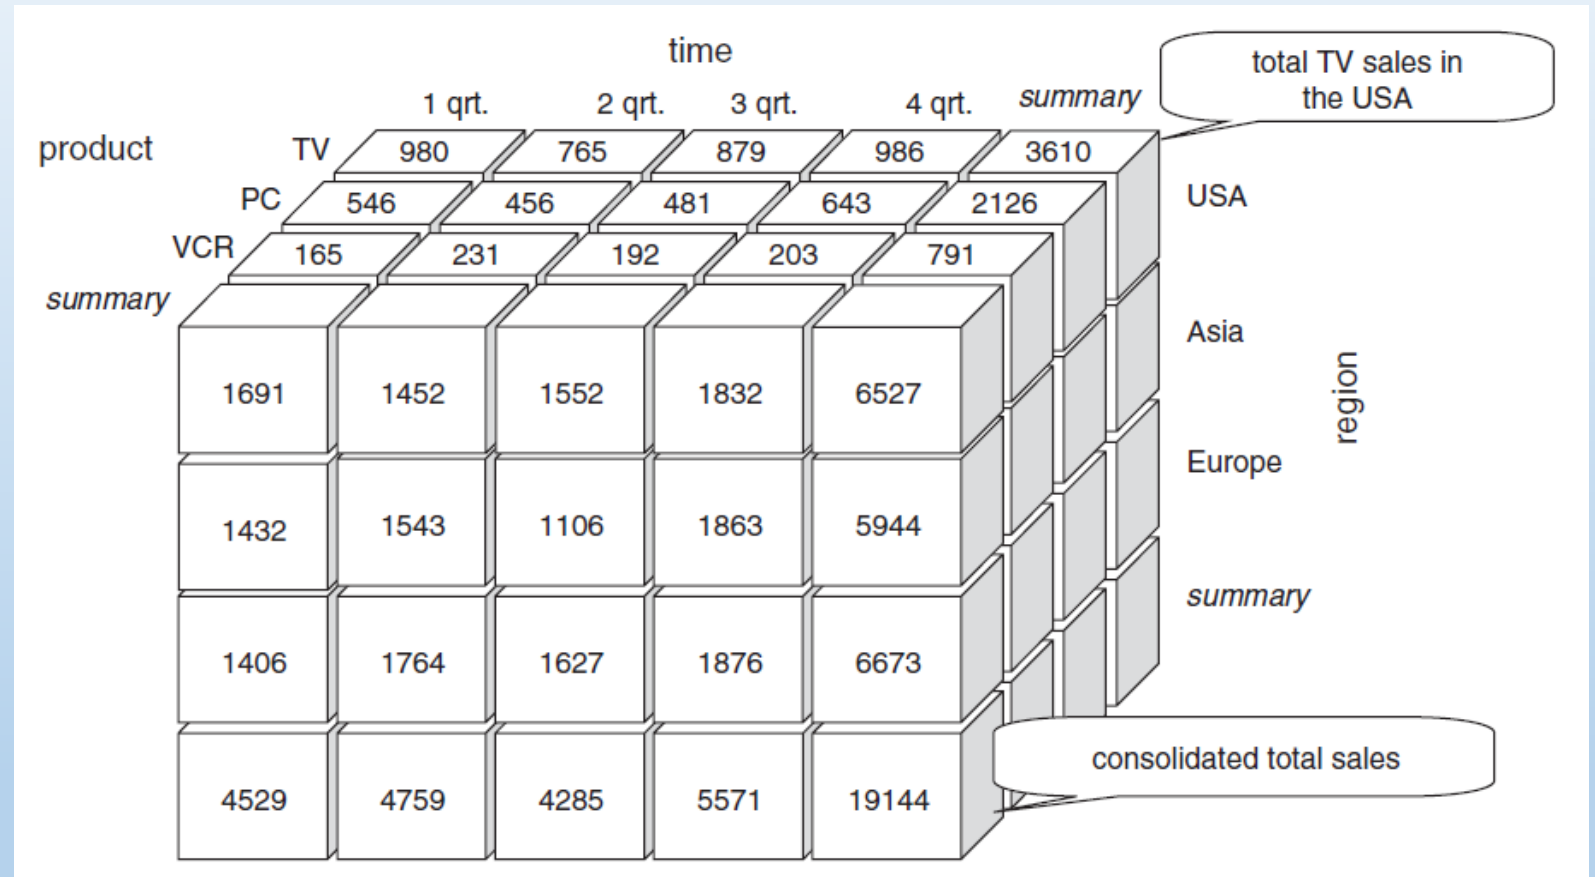 time
total TV sales in
the USA
1 qrt. 2 qrt. 3 qrt. 4 qrt. summary
product
TV 980 765 879 986 3610
PC 546 456 481 643 2126
USA
VCR 165 231 192 203 791
summary
Asia
1691 1452 1552 1832 6527
region
Europe
1432 1543 1106 1863 5944
summary
1406 1764 1627 1876 6673
consolidated total sales
4529 4759 4285 5571 19144